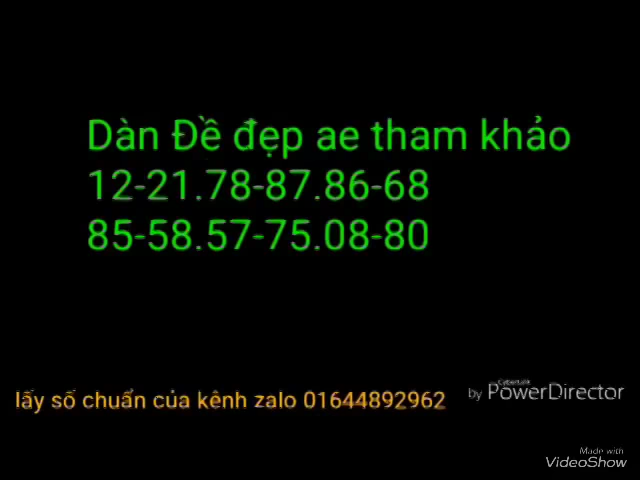 Dàn Đề đẹp ae tham khảo
12-21.78-87.86-68
85-58.57-75.08-80
lấy số chuẩn của kênh zalo 01644892962
by PowerDirector
Made with
VideoShow